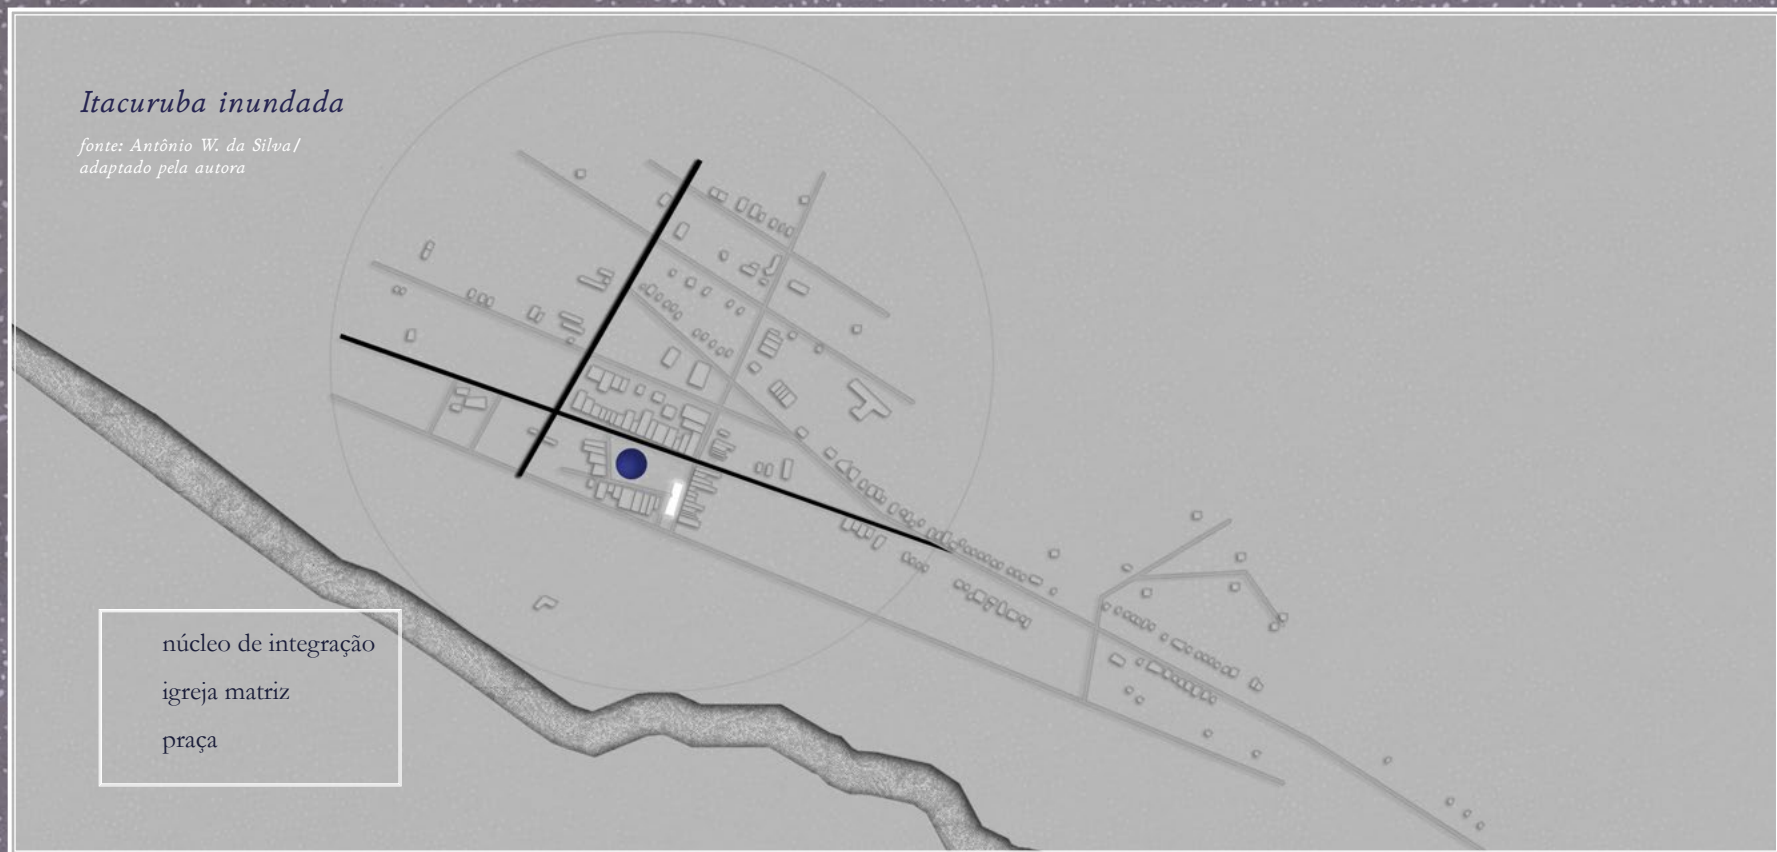 Itacuruba inundada
fonte: Antônio W. da Silva/
adaptado pela autora
núcleo de integração
igreja matriz
praça